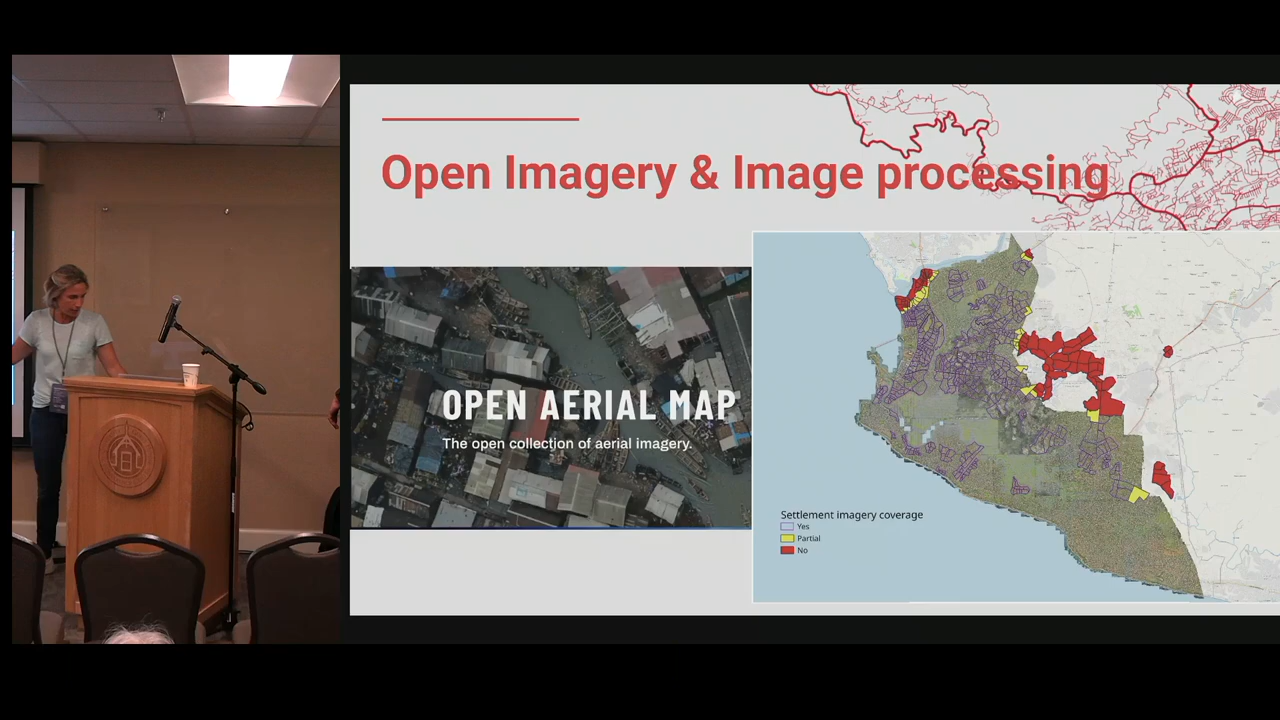 Open Imagery & Image processing
OPEN AERIAL MAP
The open collection of aerial imagery.
Settlement imagery coverage
Yes
Partial
No